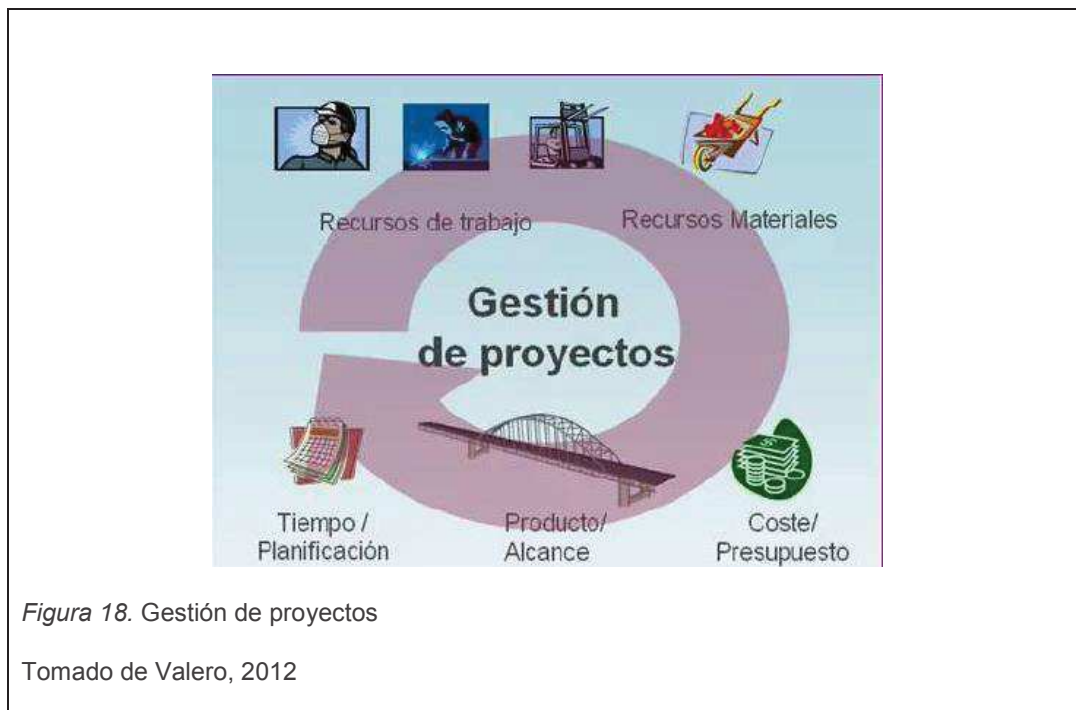 Recursos de trabajo
Recursos Materiales
Gestión
de proyectos
Tiempo /
Planificación
Producto/
Alcance
Coste/
Presupuesto
Figura 18. Gestión de proyectos
Tomado de Valero, 2012